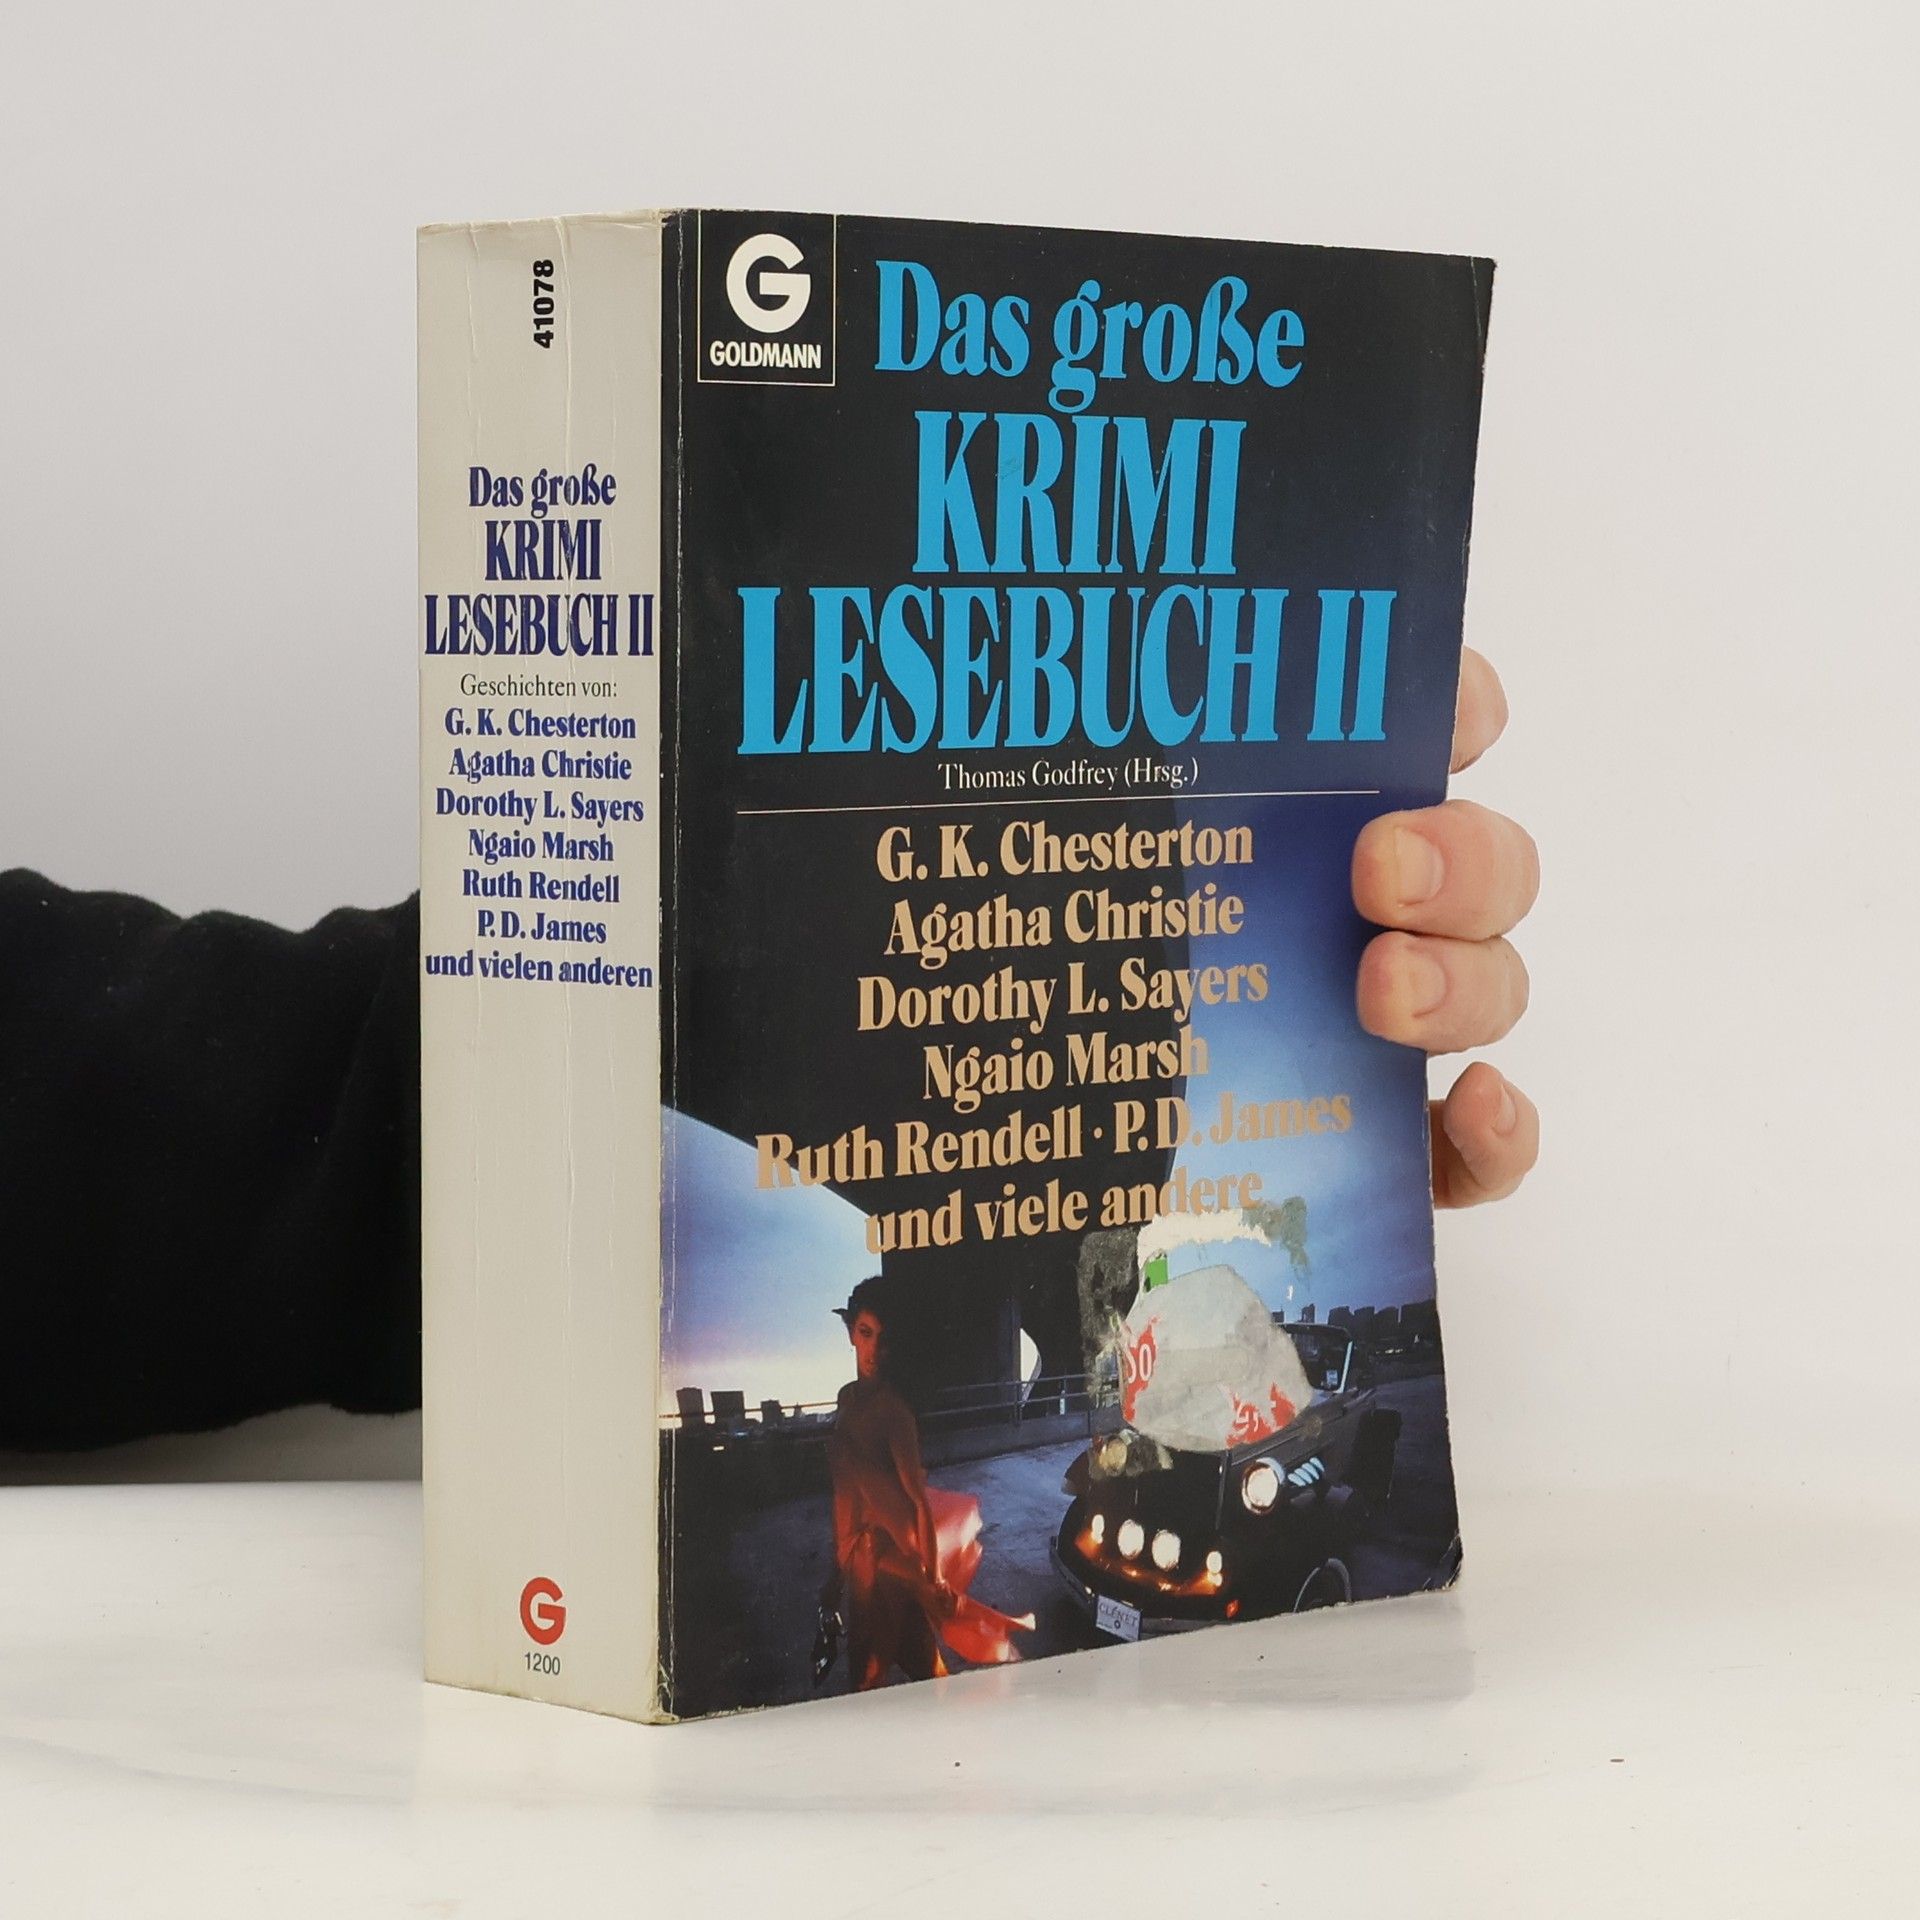 41078
Das große
KRIMI
LESEBUCH II
Geschichten von:
G. K. Chesterton
Agatha Christie
Dorothy L. Sayers
Ngaio Marsh
Ruth Rendell
P. D. James
und vielen anderen
G
1200
G
GOLDMANN
Das große
KRIMI
LESEBUCH II
Thomas Godfrey (Hrsg.)
G. K. Chesterton
Agatha Christie
Dorothy L. Sayers
Ngaio Marsh
Ruth Rendell · P. D. James
und viele andere
CLÉNET